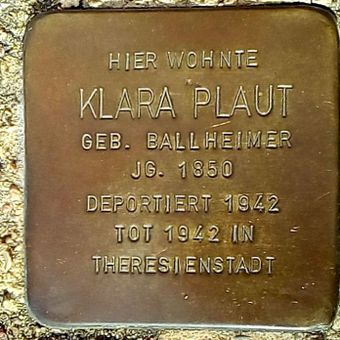 HIER WOHNTE
KLARA PLAUT
GEB. BALLHEIMER
JG. 1850
DEPORTIERT 1942
TOT 1942 IN
THERESIENSTADT